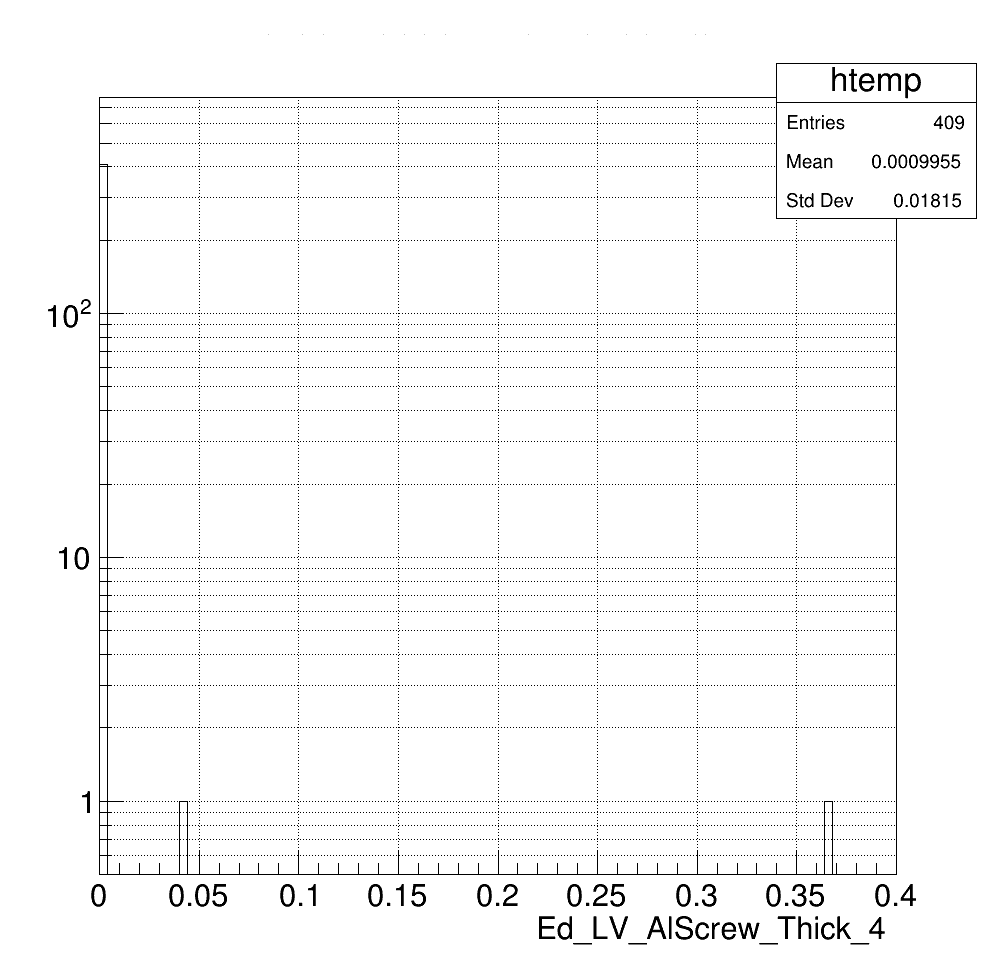 htemp
Entries 409
Mean 0.0009955
Std Dev 0.01815
10²
10
1
0 0.05 0.1 0.15 0.2 0.25 0.3 0.35 0.4
Ed_LV_AlScrew_Thick_4